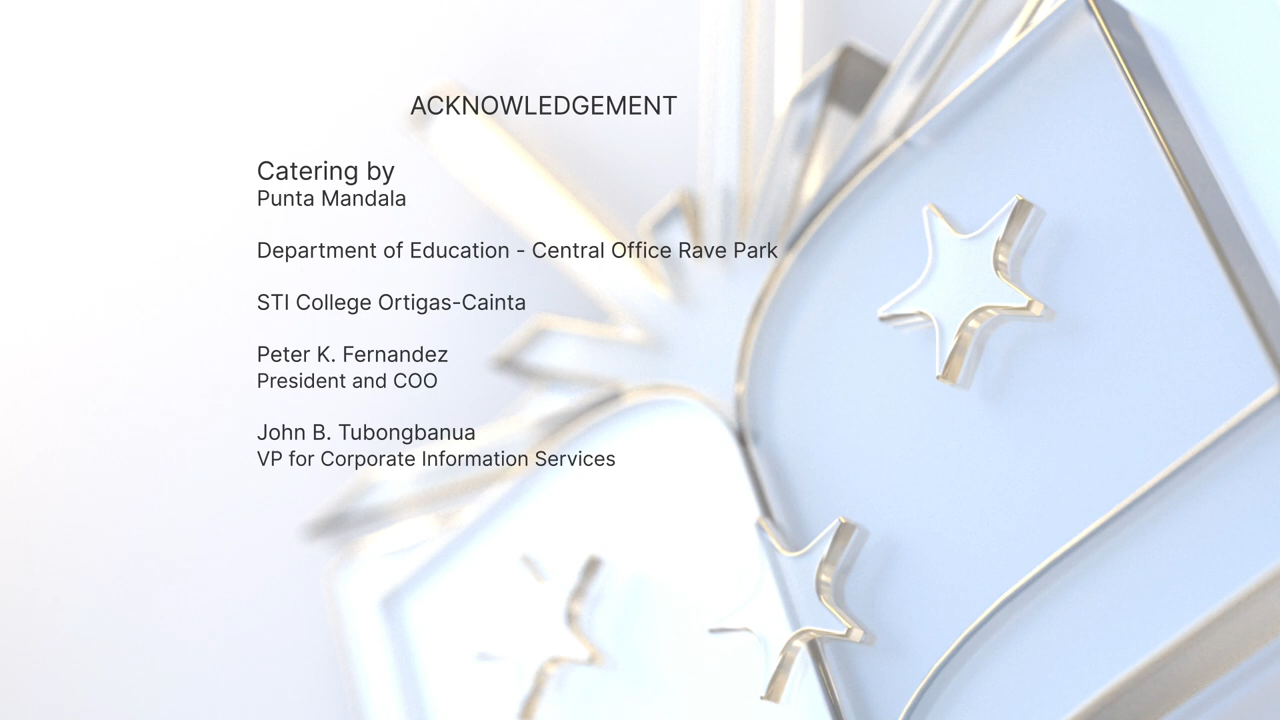 ACKNOWLEDGEMENT
Catering by
Punta Mandala
Department of Education - Central Office Rave Park
STI College Ortigas-Cainta
Peter K. Fernandez
President and COO
John B. Tubongbanua
VP for Corporate Information Services